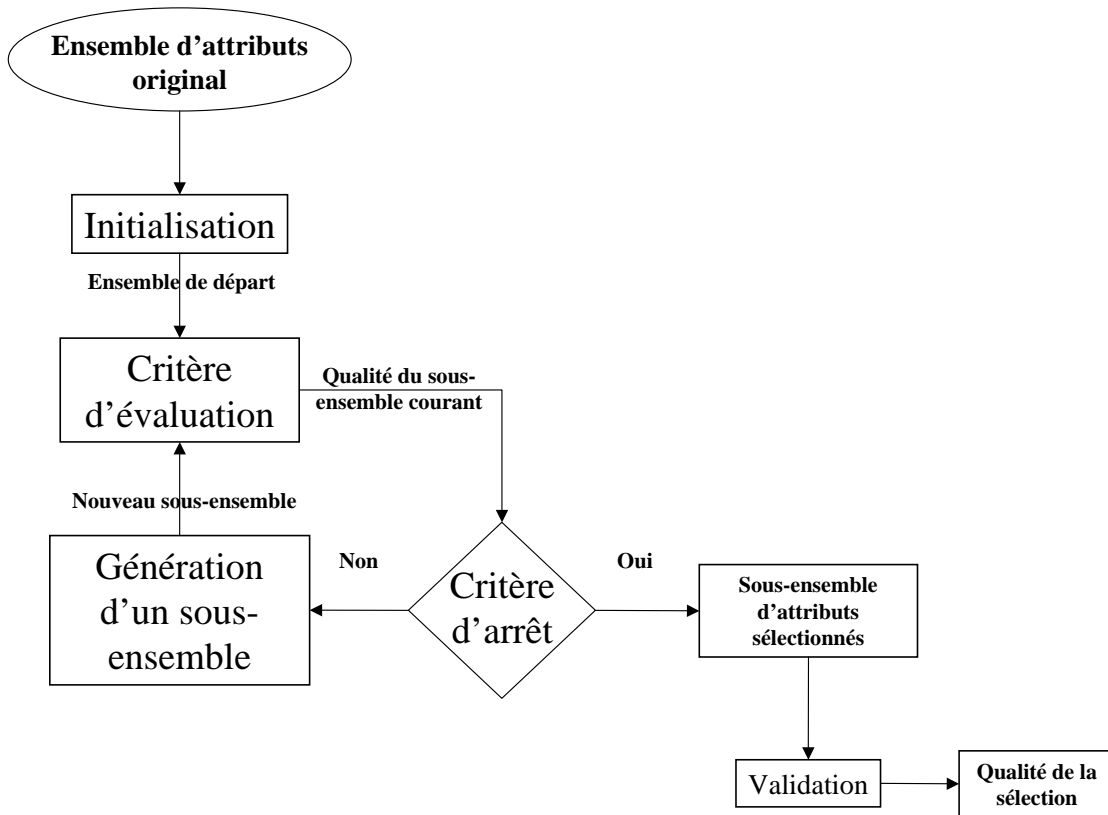 Ensemble d'attributs
original
Initialisation
Ensemble de départ
Critère
d'évaluation
Qualité du sous-
ensemble courant
Nouveau sous-ensemble
Génération
d'un sous-
ensemble
Non
Critère
d'arrêt
Oui
Sous-ensemble
d'attributs
sélectionnés
Validation
Qualité de la
sélection